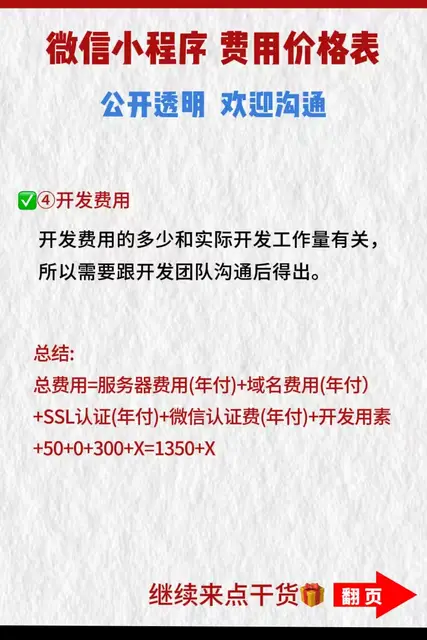 微信小程序 费用价格表
公开透明 欢迎沟通
✅④开发费用
开发费用的多少和实际开发工作量有关，
所以需要跟开发团队沟通后得出。
总结:
总费用=服务器费用(年付)+域名费用(年付）
+SSL认证(年付)+微信认证费(年付)+开发用素
+50+0+300+X=1350+X
继续来点干货🎁
翻 页